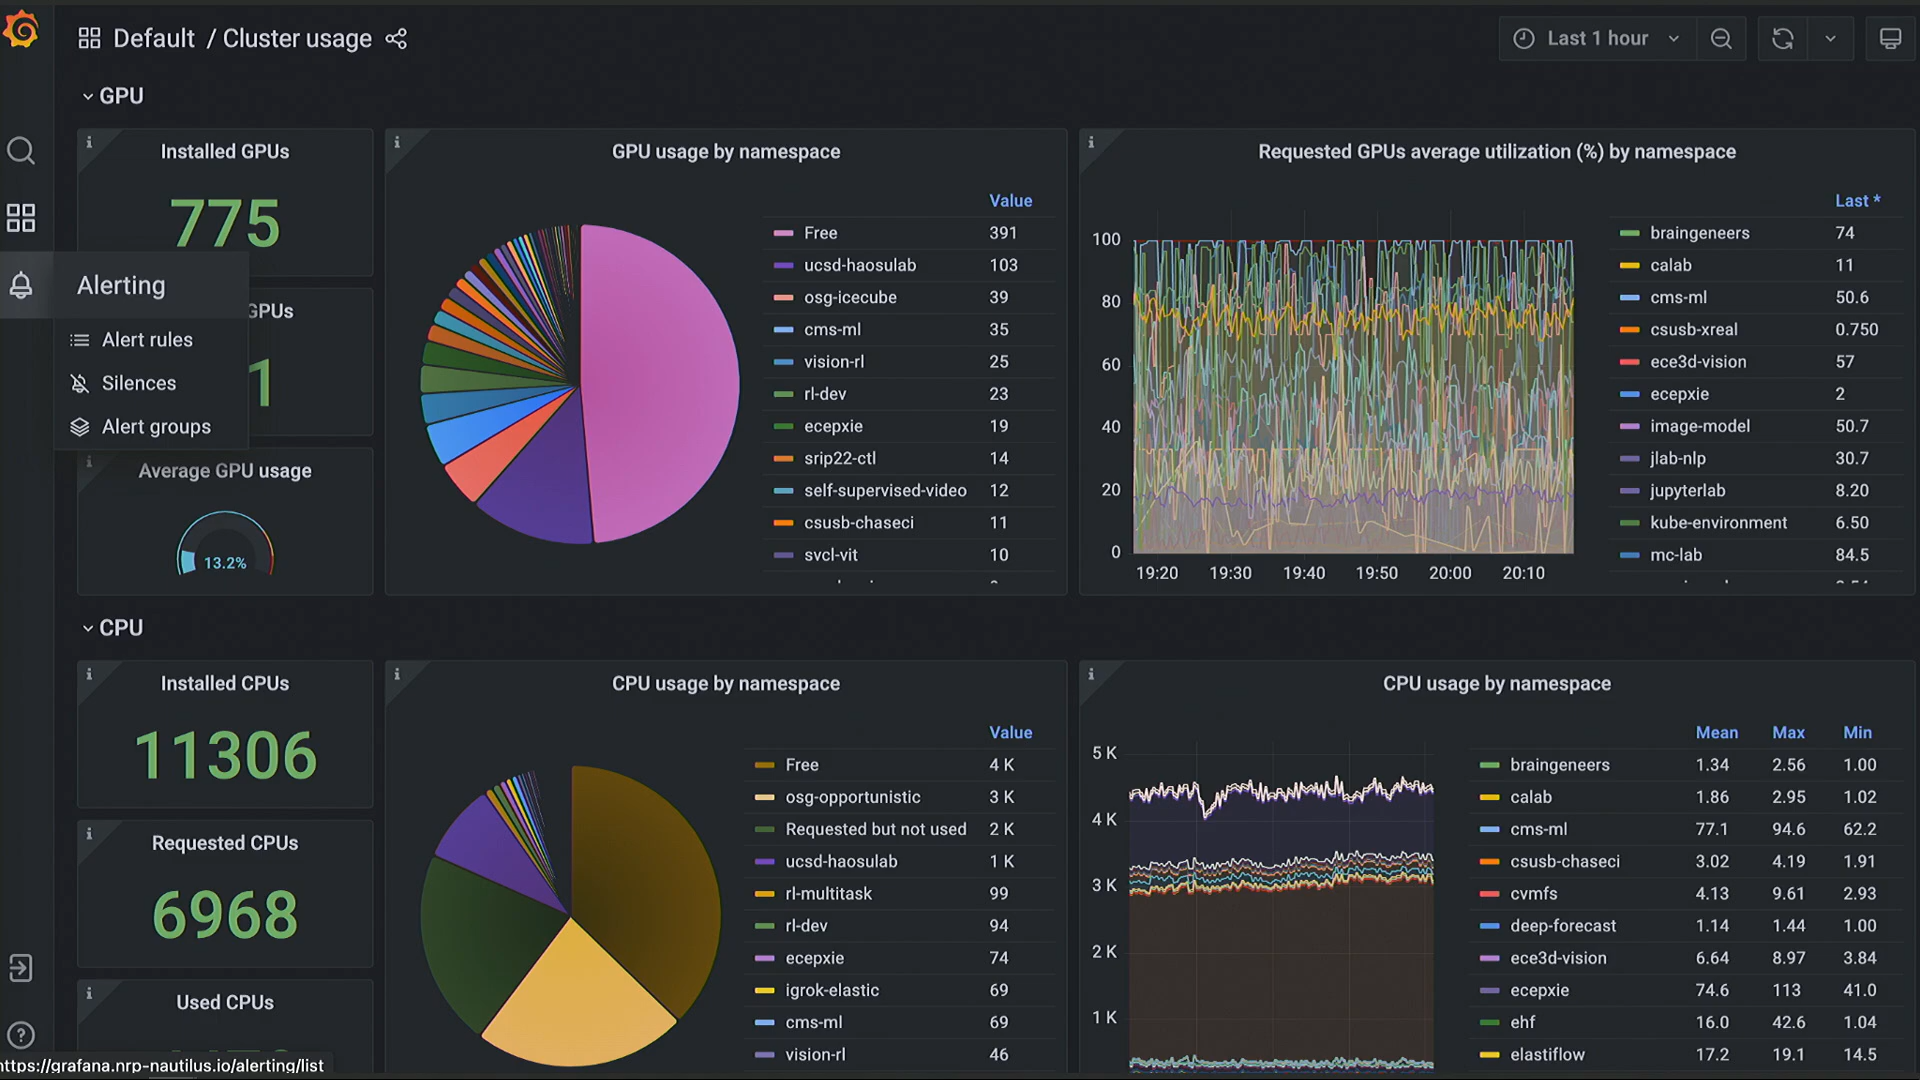 Default / Cluster usage
Last 1 hour
GPU
Installed GPUs
775
Alerting
GPUs
Alert rules
1
Silences
Alert groups
Average GPU usage
13.2%
GPU usage by namespace
Value
Free 391
ucsd-haosulab 103
osg-icecube 39
cms-ml 35
vision-rl 25
rl-dev 23
ecepxie 19
srip22-ctl 14
self-supervised-video 12
csusb-chaseci 11
svcl-vit 10
Requested GPUs average utilization (%) by namespace
100
80
60
40
20
0
19:20 19:30 19:40 19:50 20:00 20:10
Last *
braingeneers 74
calab 11
cms-ml 50.6
csusb-xreal 0.750
ece3d-vision 57
ecepxie 2
image-model 50.7
jlab-nlp 30.7
jupyterlab 8.20
kube-environment 6.50
mc-lab 84.5
CPU
Installed CPUs
11306
Requested CPUs
6968
Used CPUs
CPU usage by namespace
Value
Free 4 K
osg-opportunistic 3 K
Requested but not used 2 K
ucsd-haosulab 1 K
rl-multitask 99
rl-dev 94
ecepxie 74
igrok-elastic 69
cms-ml 69
vision-rl 46
CPU usage by namespace
5 K
4 K
3 K
2 K
1 K
Mean Max Min
braingeneers 1.34 2.56 1.00
calab 1.86 2.95 1.02
cms-ml 77.1 94.6 62.2
csusb-chaseci 3.02 4.19 1.91
cvmfs 4.13 9.61 2.93
deep-forecast 1.14 1.44 1.00
ece3d-vision 6.64 8.97 3.84
ecepxie 74.6 113 41.0
ehf 16.0 42.6 1.04
elastiflow 17.2 19.1 14.5
https://grafana.nrp-nautilus.io/alerting/list